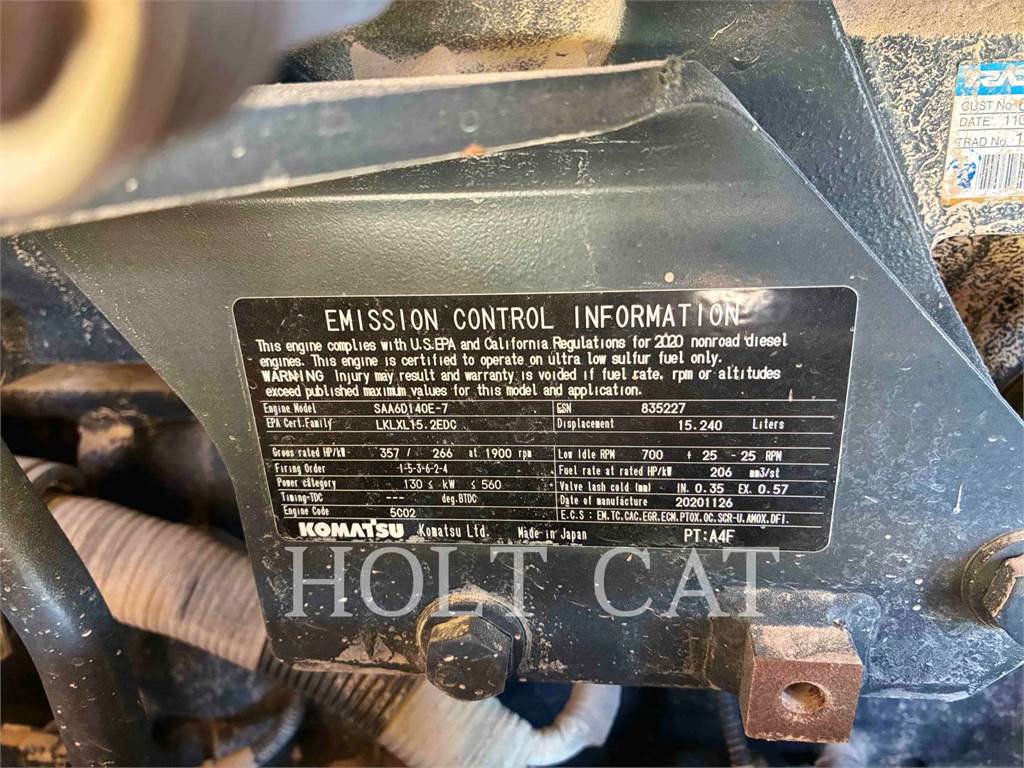 CUST No.
DATE: 110
TRAD No. 1
EMISSION CONTROL INFORMATION
This engine complies with U.S.EPA and California Regulations for 2020 nonroad diesel
engines. This engine is certified to operate on ultra low sulfur fuel only.
WARNING Injury may result and warranty is voided if fuel rate, rpm or altitudes
exceed published maximum values for this model and application.
Engine Model SAA6D140E-7 ESN 835227
EPA Cert.Family LKLXL15.2EDC Displacement 15.240 Liters
Gross rated HP/kW 357 / 266 at 1900 rpm Low Idle RPM 700 + 25 - 25 RPM
Firing Order 1-5-3-6-2-4 Fuel rate at rated HP/kW 206 mm3/st
Power category 130 ≤ kW ≤ 560 Valve lash cold (mm) IN. 0.35 EX. 0.57
Timing-TDC --- deg.BTDC Date of manufacture 20201126
Engine Code 5C02 E.C.S : EM.TC.CAC.EGR.ECM.PTOX.OC.SCR-U.AMOX.DFI.
KOMATSU Komatsu Ltd. Made in Japan PT:A4F
HOLT CAT